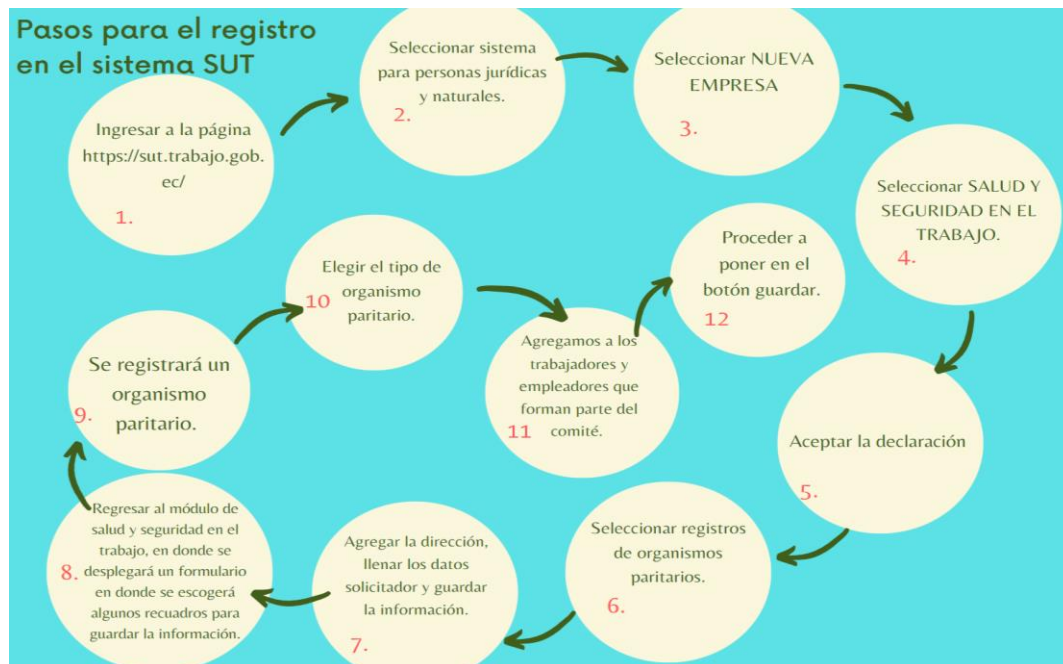 Pasos para el registro
en el sistema SUT
Ingresar a la página
https://sut.trabajo.gob.
ec/
1.
Seleccionar sistema
para personas jurídicas
y naturales.
2.
Seleccionar NUEVA
EMPRESA
3.
Seleccionar SALUD Y
SEGURIDAD EN EL
TRABAJO.
4.
Aceptar la declaración
5.
Seleccionar registros
de organismos
paritarios.
6.
Agregar la dirección,
llenar los datos
solicitador y guardar
la información.
7.
Regresar al módulo de
salud y seguridad en el
trabajo, en donde se
desplegará un formulario
en donde se escogerá
algunos recuadros para
guardar la información.
8.
Se registrará un
organismo
paritario.
9.
Elegir el tipo de
organismo
paritario.
10
Agregamos a los
trabajadores y
empleadores que
forman parte del
comité.
11
Proceder a
poner en el
botón guardar.
12